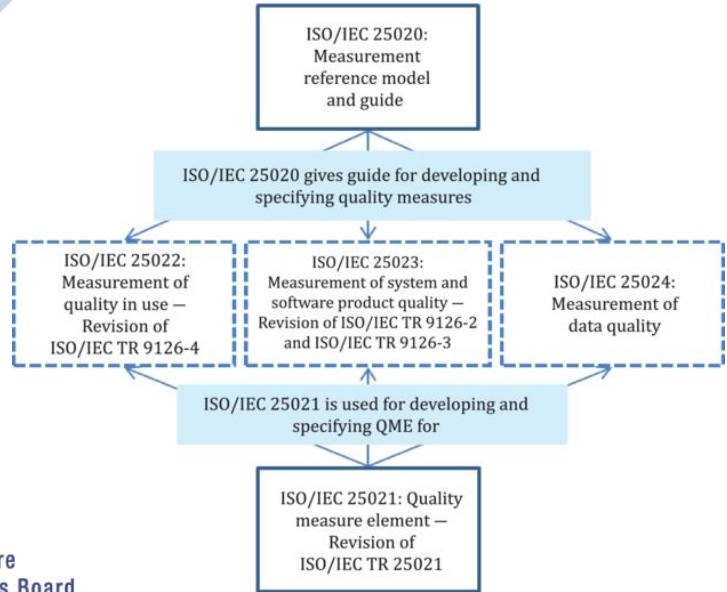 ISO/IEC 25020:
Measurement
reference model
and guide
ISO/IEC 25020 gives guide for developing and
specifying quality measures
ISO/IEC 25022:
Measurement of
quality in use —
Revision of
ISO/IEC TR 9126-4
ISO/IEC 25023:
Measurement of system and
software product quality —
Revision of ISO/IEC TR 9126-2
and ISO/IEC TR 9126-3
ISO/IEC 25024:
Measurement of
data quality
ISO/IEC 25021 is used for developing and
specifying QME for
ISO/IEC 25021: Quality
measure element —
Revision of
ISO/IEC TR 25021
re
s Board